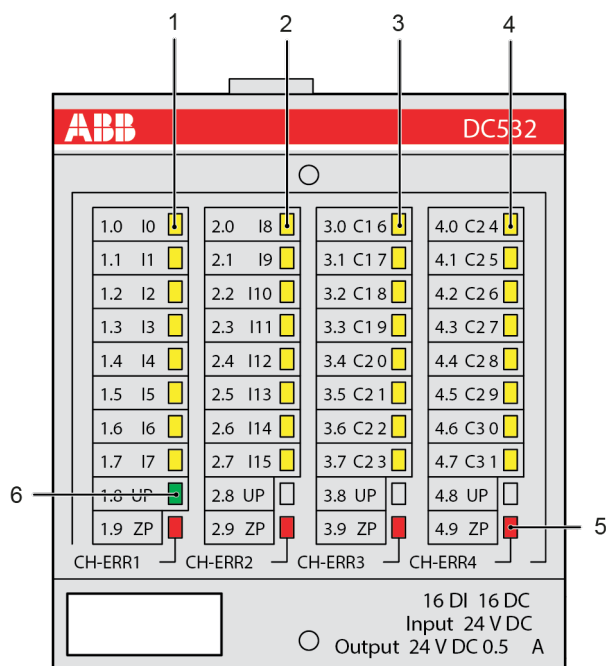 1 2 3 4
ABB DC532
1.0 I0 2.0 I8 3.0 C16 4.0 C24
1.1 I1 2.1 I9 3.1 C17 4.1 C25
1.2 I2 2.2 I10 3.2 C18 4.2 C26
1.3 I3 2.3 I11 3.3 C19 4.3 C27
1.4 I4 2.4 I12 3.4 C20 4.4 C28
1.5 I5 2.5 I13 3.5 C21 4.5 C29
1.6 I6 2.6 I14 3.6 C22 4.6 C30
1.7 I7 2.7 I15 3.7 C23 4.7 C31
6 1.8 UP 2.8 UP 3.8 UP 4.8 UP
1.9 ZP 2.9 ZP 3.9 ZP 4.9 ZP 5
CH-ERR1 CH-ERR2 CH-ERR3 CH-ERR4
16 DI 16 DC
Input 24 V DC
Output 24 V DC 0.5 A